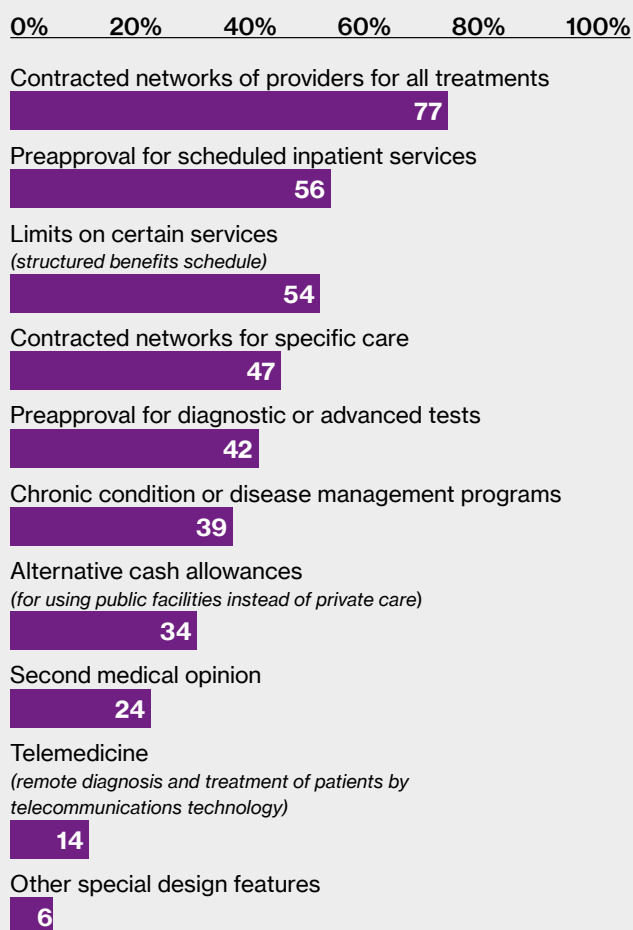 0% 20% 40% 60% 80% 100%
Contracted networks of providers for all treatments
77
Preapproval for scheduled inpatient services
56
Limits on certain services
(structured benefits schedule)
54
Contracted networks for specific care
47
Preapproval for diagnostic or advanced tests
42
Chronic condition or disease management programs
39
Alternative cash allowances
(for using public facilities instead of private care)
34
Second medical opinion
24
Telemedicine
(remote diagnosis and treatment of patients by
telecommunications technology)
14
Other special design features
6